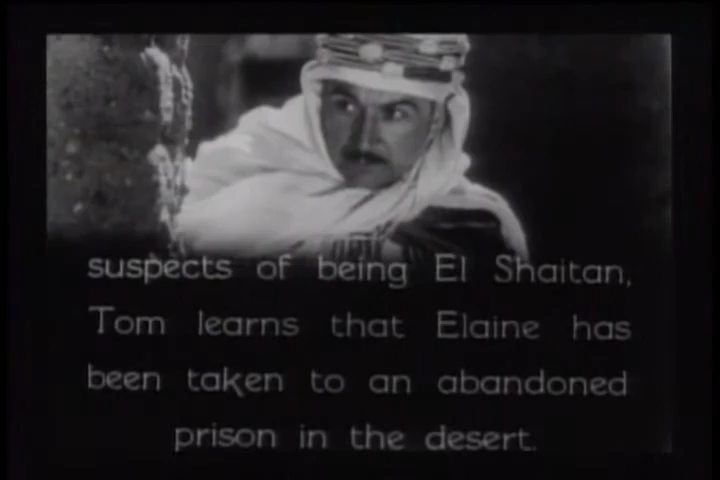 suspects of being El Shaitan,
Tom learns that Elaine has
been taken to an abandoned
prison in the desert.